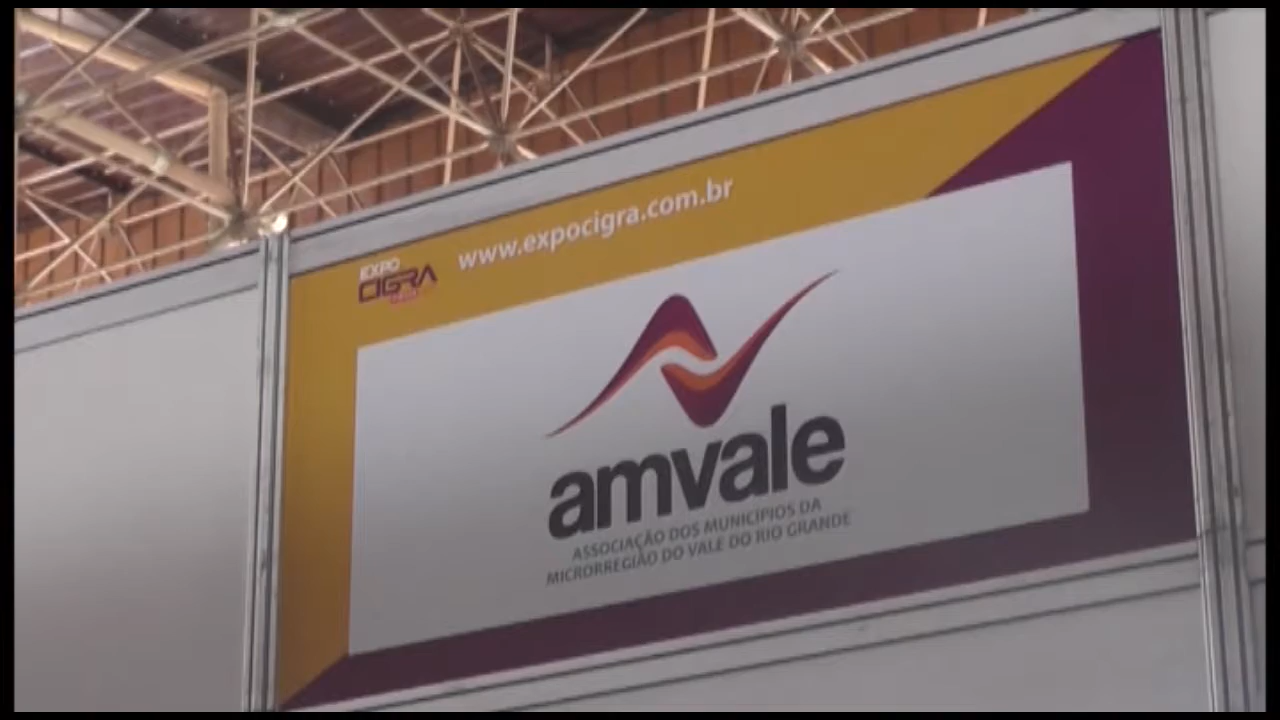 EXPO
CIGRA
www.expocigra.com.br
amvale
ASSOCIAÇÃO DOS MUNICÍPIOS DA
MICRORREGIÃO DO VALE DO RIO GRANDE